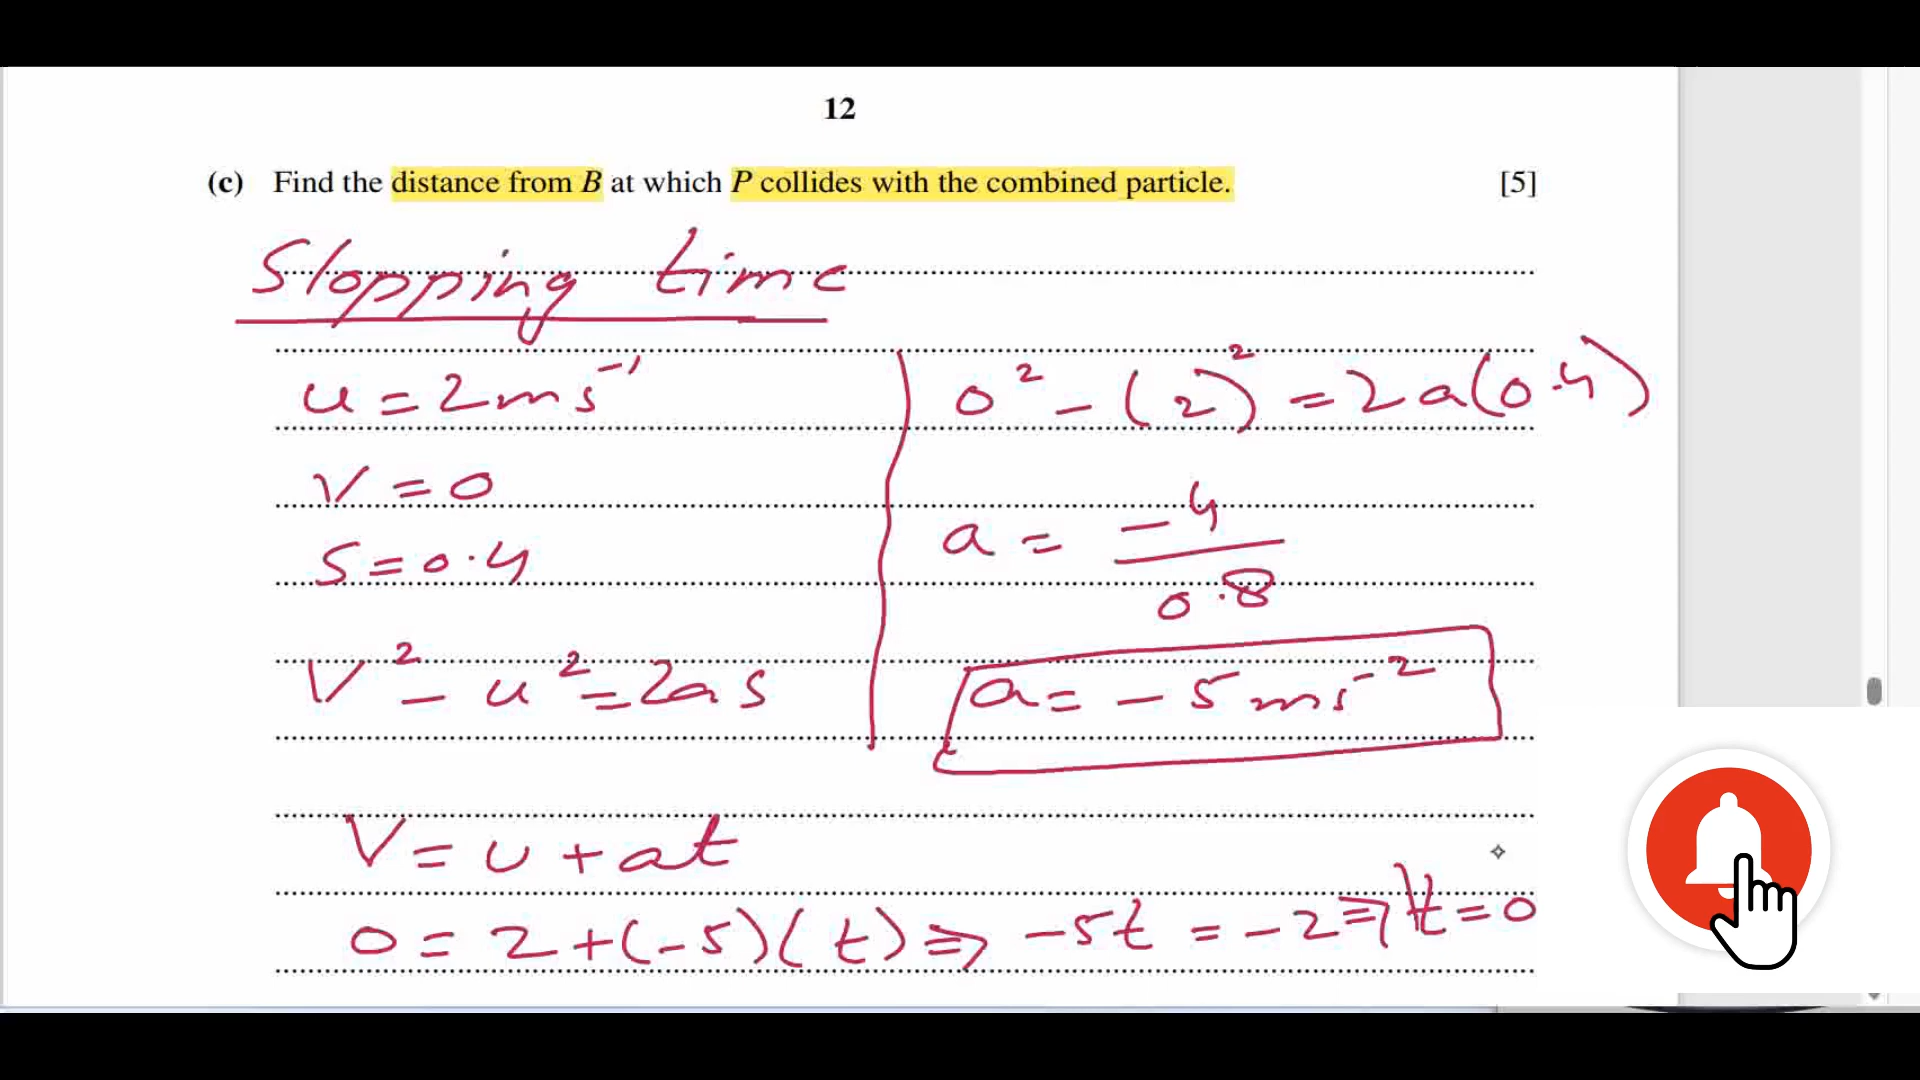 12
(c) Find the distance from B at which P collides with the combined particle. [5]
Stopping time
u = 2ms⁻¹
v = 0
s = 0.4
v² - u² = 2as
0² - (2)² = 2a(0.4)
a = -4/0.8
a = -5ms⁻²
v = u + at
0 = 2 + (-5)(t) ⇒ -5t = -2 ⇒ t = 0